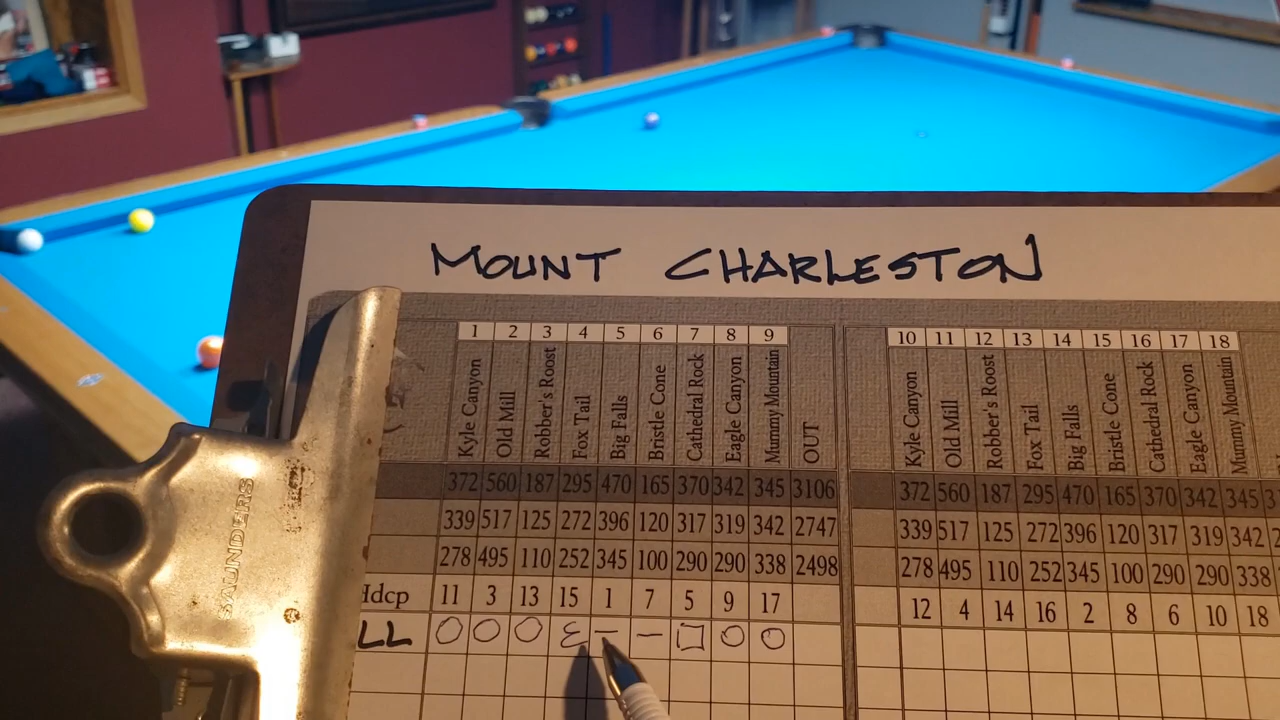 MOUNT CHARLESTON
1 2 3 4 5 6 7 8 9
10 11 12 13 14 15 16 17 18
Kyle Canyon Old Mill Robber's Roost Fox Tail Big Falls Bristle Cone Cathedral Rock Eagle Canyon Mummy Mountain OUT
Kyle Canyon Old Mill Robber's Roost Fox Tail Big Falls Bristle Cone Cathedral Rock Eagle Canyon Mummy Mountain
372 560 187 295 470 165 370 342 345 3106
372 560 187 295 470 165 370 342 345
339 517 125 272 396 120 317 319 342 2747
339 517 125 272 396 120 317 319 342
278 495 110 252 345 100 290 290 338 2498
278 495 110 252 345 100 290 290 338
Hdcp 11 3 13 15 1 7 5 9 17
12 4 14 16 2 8 6 10 18
LL
SAUNDERS